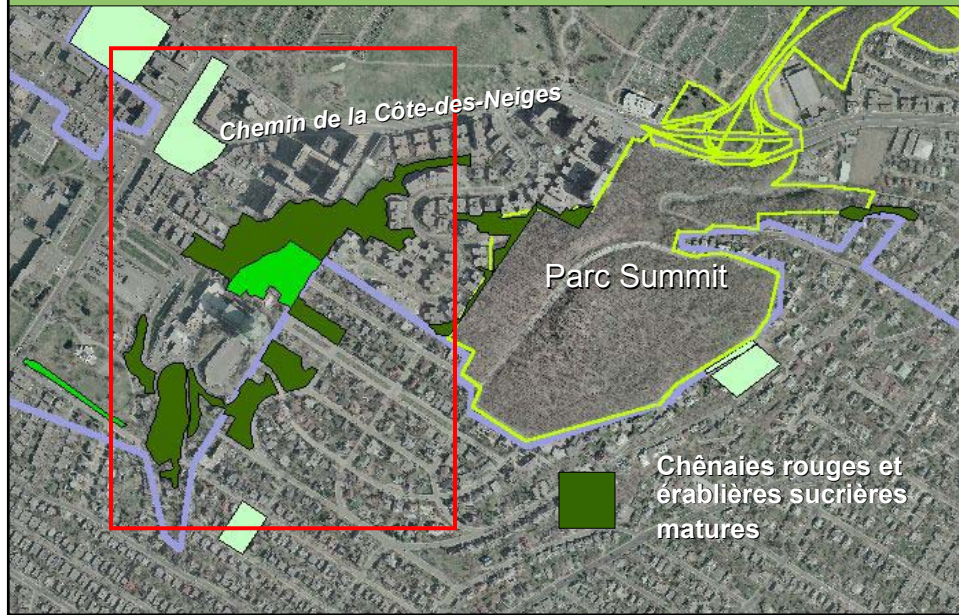 Chemin de la Côte-des-Neiges
Parc Summit
Chênaies rouges et
érablières sucrières
matures